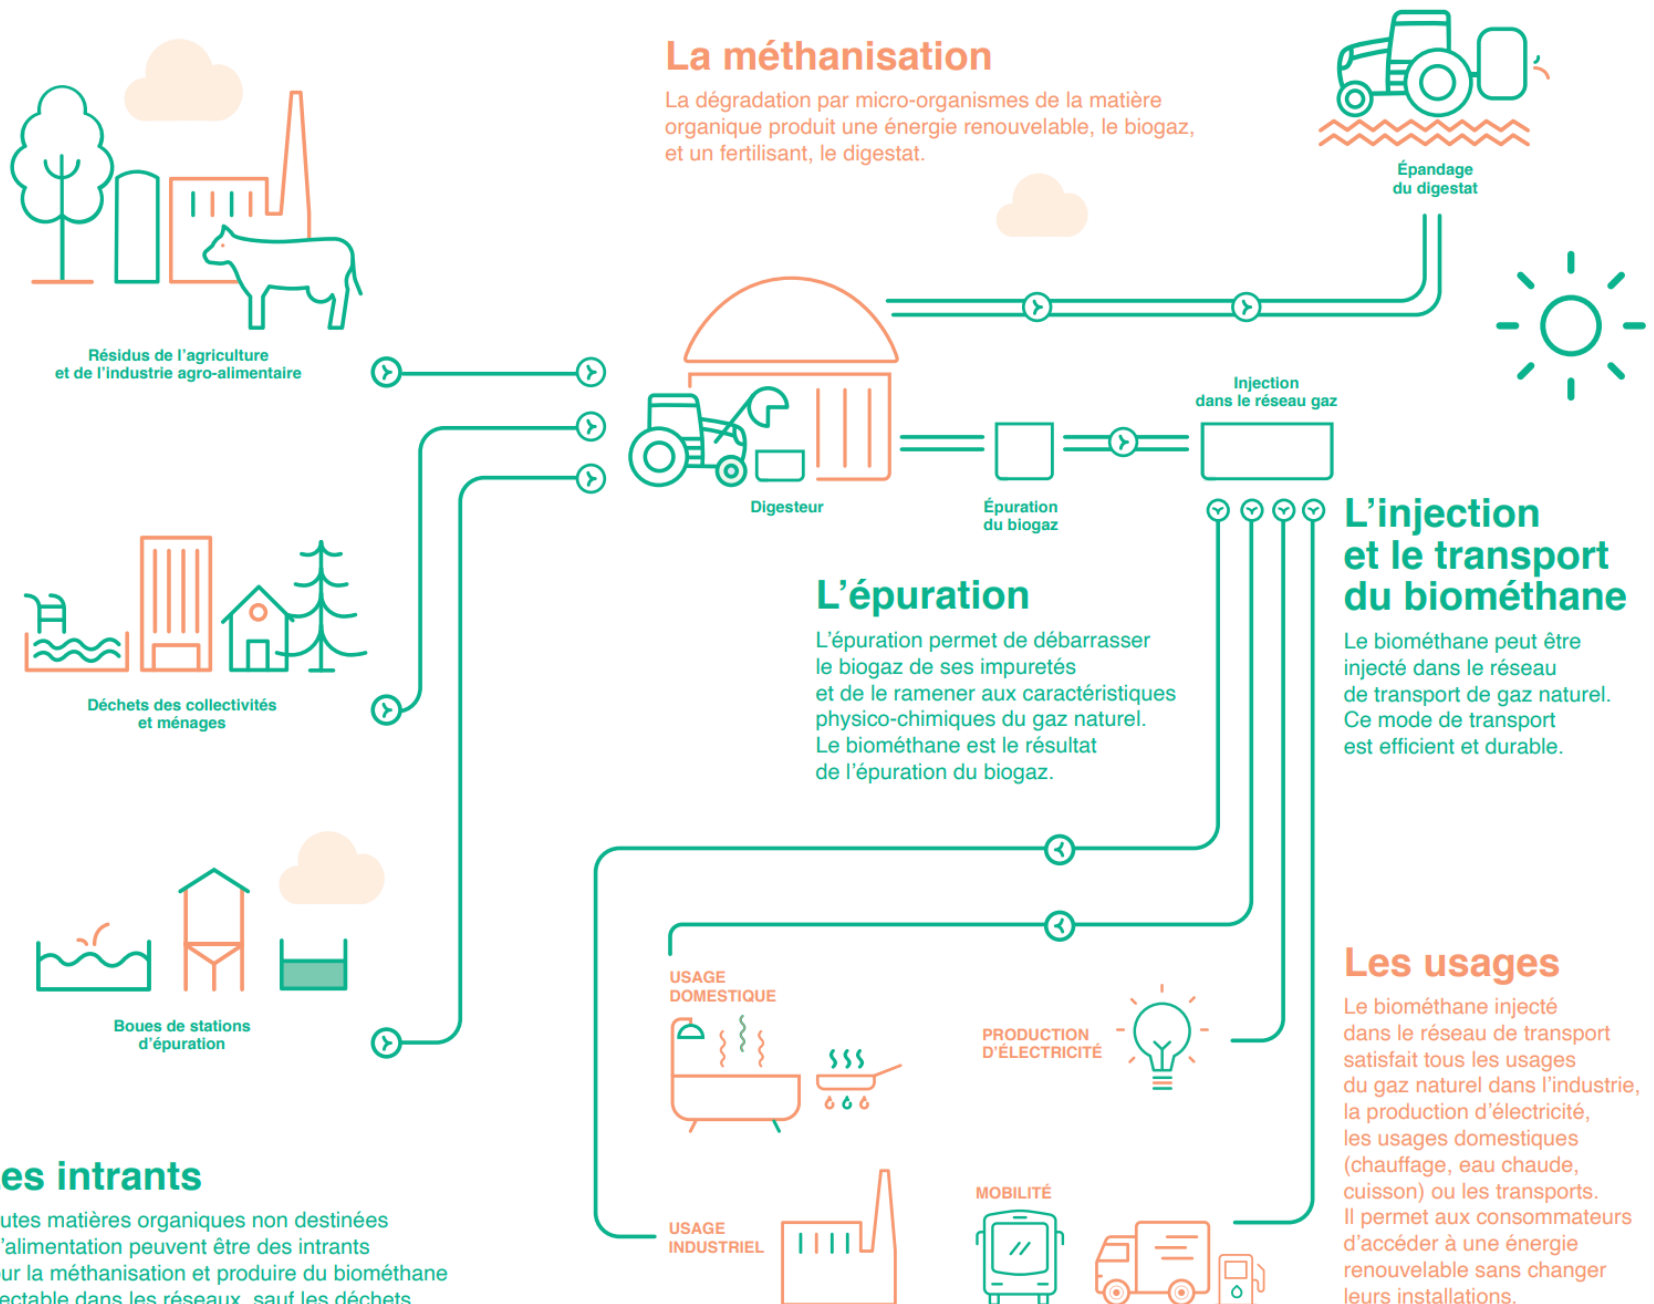 La méthanisation
La dégradation par micro-organismes de la matière
organique produit une énergie renouvelable, le biogaz,
et un fertilisant, le digestat.
Épandage
du digestat
Résidus de l'agriculture
et de l'industrie agro-alimentaire
Injection
dans le réseau gaz
Digesteur
Épuration
du biogaz
L'injection
et le transport
du biométhane
Le biométhane peut être
injecté dans le réseau
de transport de gaz naturel.
Ce mode de transport
est efficient et durable.
L'épuration
L'épuration permet de débarrasser
le biogaz de ses impuretés
et de le ramener aux caractéristiques
physico-chimiques du gaz naturel.
Le biométhane est le résultat
de l'épuration du biogaz.
Déchets des collectivités
et ménages
Boues de stations
d'épuration
USAGE
DOMESTIQUE
PRODUCTION
D'ÉLECTRICITÉ
USAGE
INDUSTRIEL
MOBILITÉ
Les usages
Le biométhane injecté
dans le réseau de transport
satisfait tous les usages
du gaz naturel dans l'industrie,
la production d'électricité,
les usages domestiques
(chauffage, eau chaude,
cuisson) ou les transports.
Il permet aux consommateurs
d'accéder à une énergie
renouvelable sans changer
leurs installations.
es intrants
utes matières organiques non destinées
'alimentation peuvent être des intrants
ur la méthanisation et produire du biométhane
ectable dans les réseaux, sauf les déchets